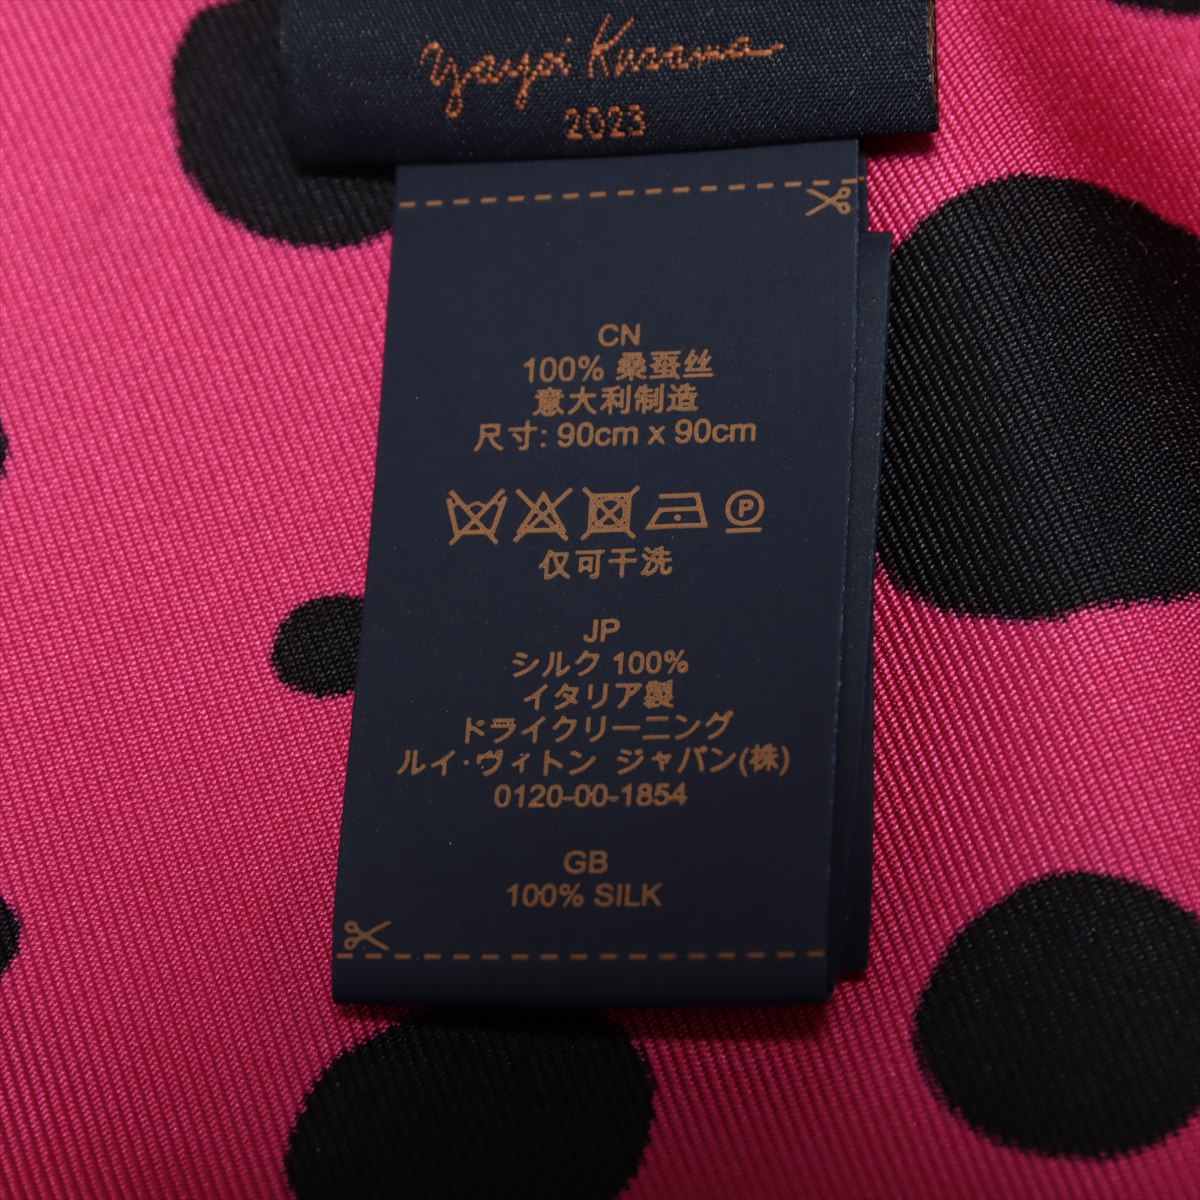 Yayoi Kusama
2023
CN
100% 桑蚕丝
意大利制造
尺寸: 90cm x 90cm
P
仅可干洗
JP
シルク 100%
イタリア製
ドライクリーニング
ルイ·ヴィトン ジャパン(株)
0120-00-1854
GB
100% SILK